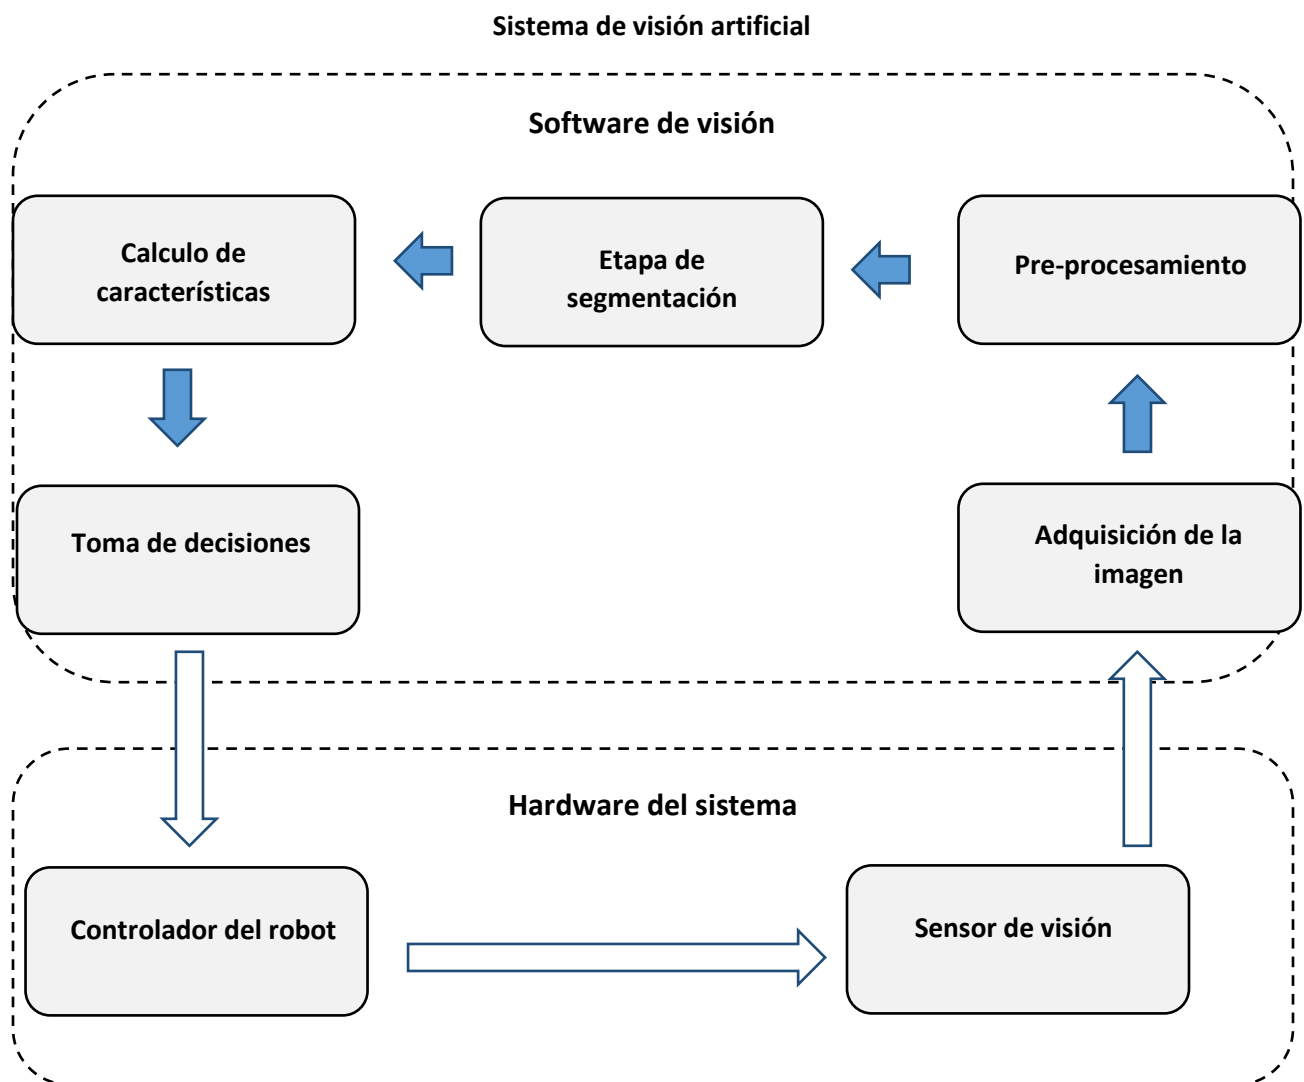 Sistema de visión artificial
Software de visión
Calculo de
características
Etapa de
segmentación
Pre-procesamiento
Toma de decisiones
Adquisición de la
imagen
Hardware del sistema
Controlador del robot
Sensor de visión